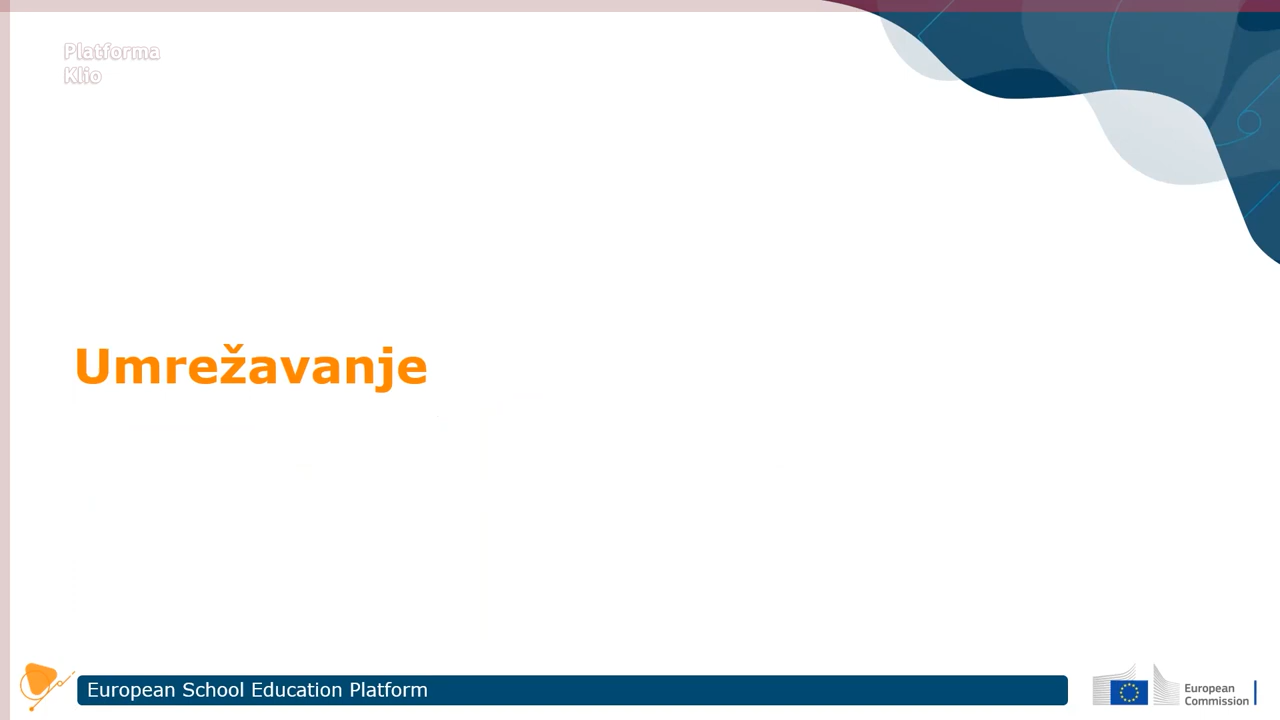 Platforma
Klio
Umrežavanje
European School Education Platform
European
Commission